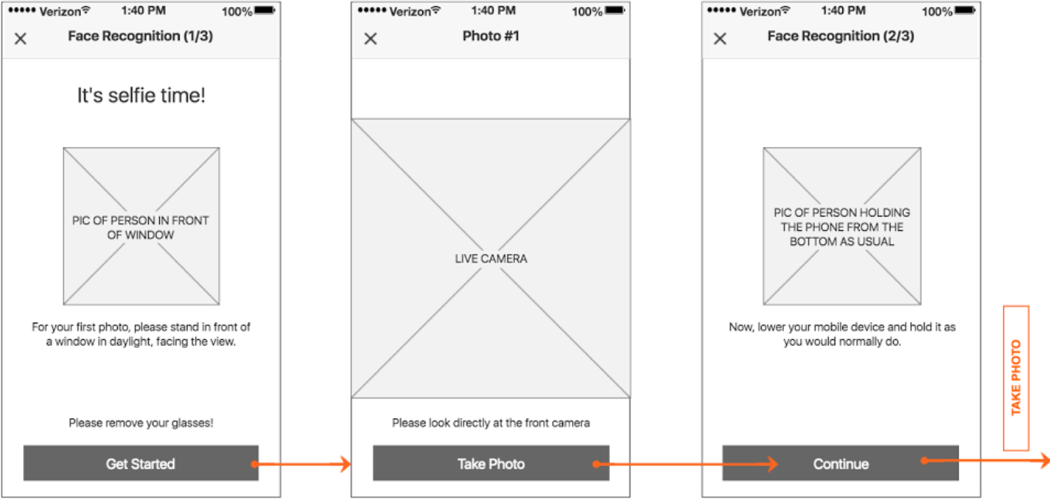 Verizon 1:40 PM 100%
Face Recognition (1/3)
It's selfie time!
PIC OF PERSON IN FRONT
OF WINDOW
For your first photo, please stand in front of
a window in daylight, facing the view.
Please remove your glasses!
Get Started
Verizon 1:40 PM 100%
Photo #1
LIVE CAMERA
Please look directly at the front camera
Take Photo
Verizon 1:40 PM 100%
Face Recognition (2/3)
PIC OF PERSON HOLDING
THE PHONE FROM THE
BOTTOM AS USUAL
Now, lower your mobile device and hold it as
you would normally do.
Continue
TAKE PHOTO